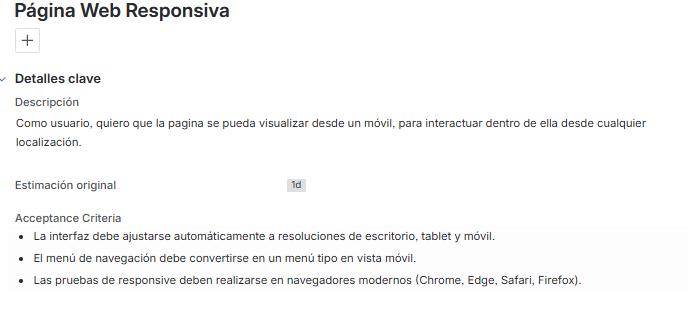 Página Web Responsiva
Detalles clave
Descripción
Como usuario, quiero que la pagina se pueda visualizar desde un móvil, para interactuar dentro de ella desde cualquier
localización.
Estimación original 1d
Acceptance Criteria
• La interfaz debe ajustarse automáticamente a resoluciones de escritorio, tablet y móvil.
• El menú de navegación debe convertirse en un menú tipo en vista móvil.
• Las pruebas de responsive deben realizarse en navegadores modernos (Chrome, Edge, Safari, Firefox).